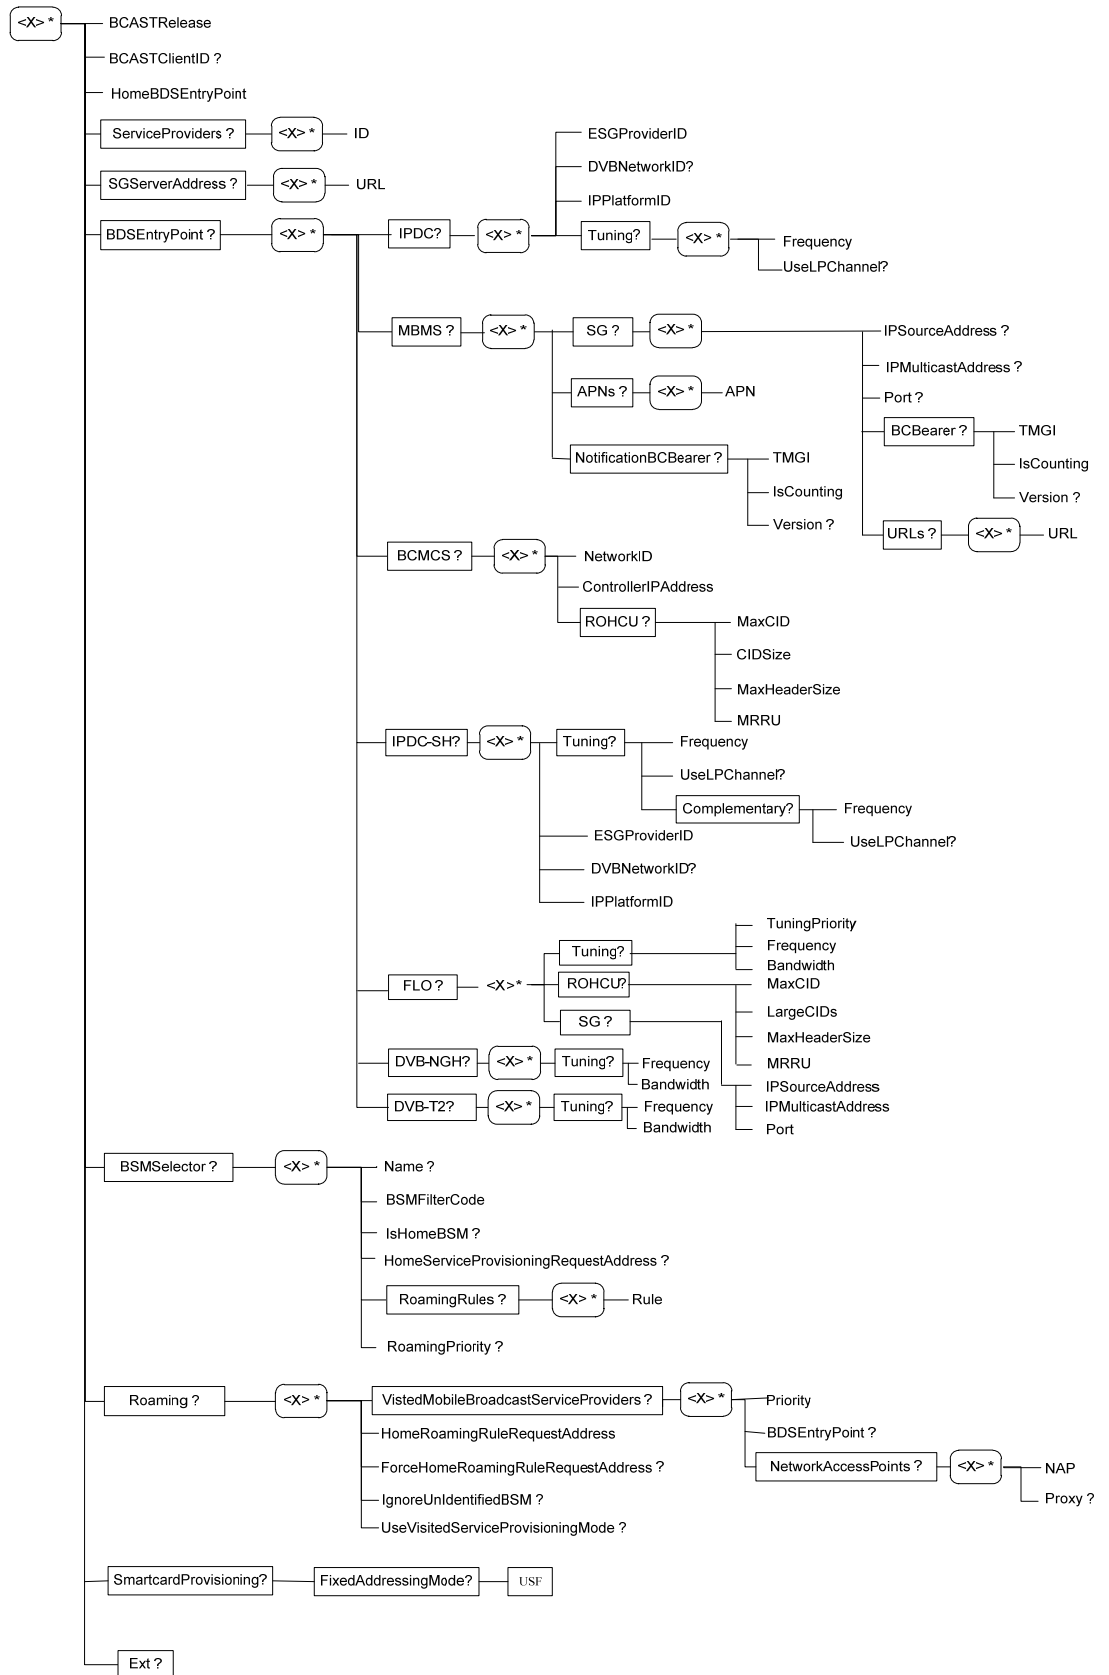 <X> * BCASTRelease
BCASTClientID ?
HomeBDSEntryPoint
ServiceProviders ? <X> * ID
SGServerAddress ? <X> * URL
BDSEntryPoint ? <X> * IPDC? <X> * ESGProviderID
DVBNetworkID?
IPPlatformID
Tuning? <X> * Frequency
UseLPChannel?
MBMS ? <X> * SG ? <X> * IPSourceAddress ?
IPMulticastAddress ?
Port ?
BCBearer ? TMGI
IsCounting
Version ?
URLs ? <X> * URL
APNs ? <X> * APN
NotificationBCBearer ? TMGI
IsCounting
Version ?
BCMCS ? <X> * NetworkID
ControllerIPAddress
ROHCU ? MaxCID
CIDSize
MaxHeaderSize
MRRU
IPDC-SH? <X> * Tuning? Frequency
UseLPChannel?
Complementary? Frequency
UseLPChannel?
ESGProviderID
DVBNetworkID?
IPPlatformID
FLO ? <X>* Tuning? TuningPriority
Frequency
Bandwidth
ROHCU? MaxCID
LargeCIDs
MaxHeaderSize
MRRU
SG ? IPSourceAddress
IPMulticastAddress
Port
DVB-NGH? <X> * Tuning? Frequency
Bandwidth
DVB-T2? <X> * Tuning? Frequency
Bandwidth
BSMSelector ? <X> * Name ?
BSMFilterCode
IsHomeBSM ?
HomeServiceProvisioningRequestAddress ?
RoamingRules ? <X> * Rule
RoamingPriority ?
Roaming ? <X> * VistedMobileBroadcastServiceProviders ? <X> * Priority
BDSEntryPoint ?
NetworkAccessPoints ? <X> * NAP
Proxy ?
HomeRoamingRuleRequestAddress
ForceHomeRoamingRuleRequestAddress ?
IgnoreUnIdentifiedBSM ?
UseVisitedServiceProvisioningMode ?
SmartcardProvisioning? FixedAddressingMode? USF
Ext ?